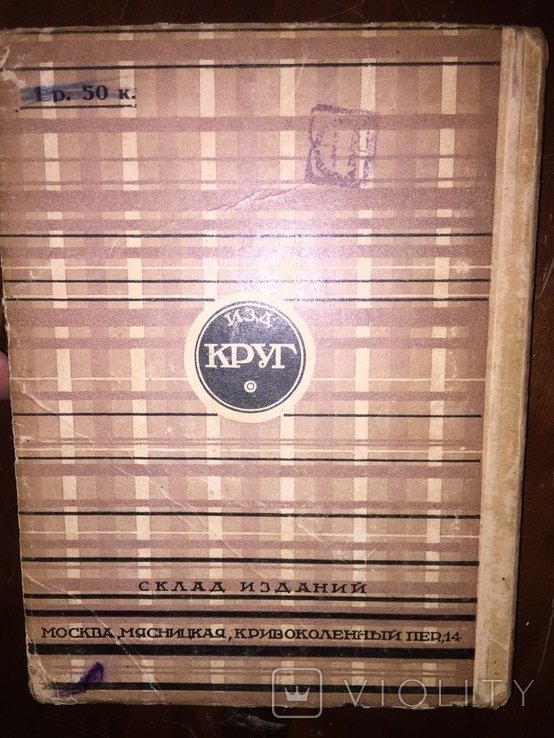 1 р. 50 к.
ИЗД
КРУГ
СКЛАД ИЗДАНИЙ
МОСКВА, МЯСНИЦКАЯ, КРИВОКОЛЕННЫЙ ПЕР., 14
VIOLITY